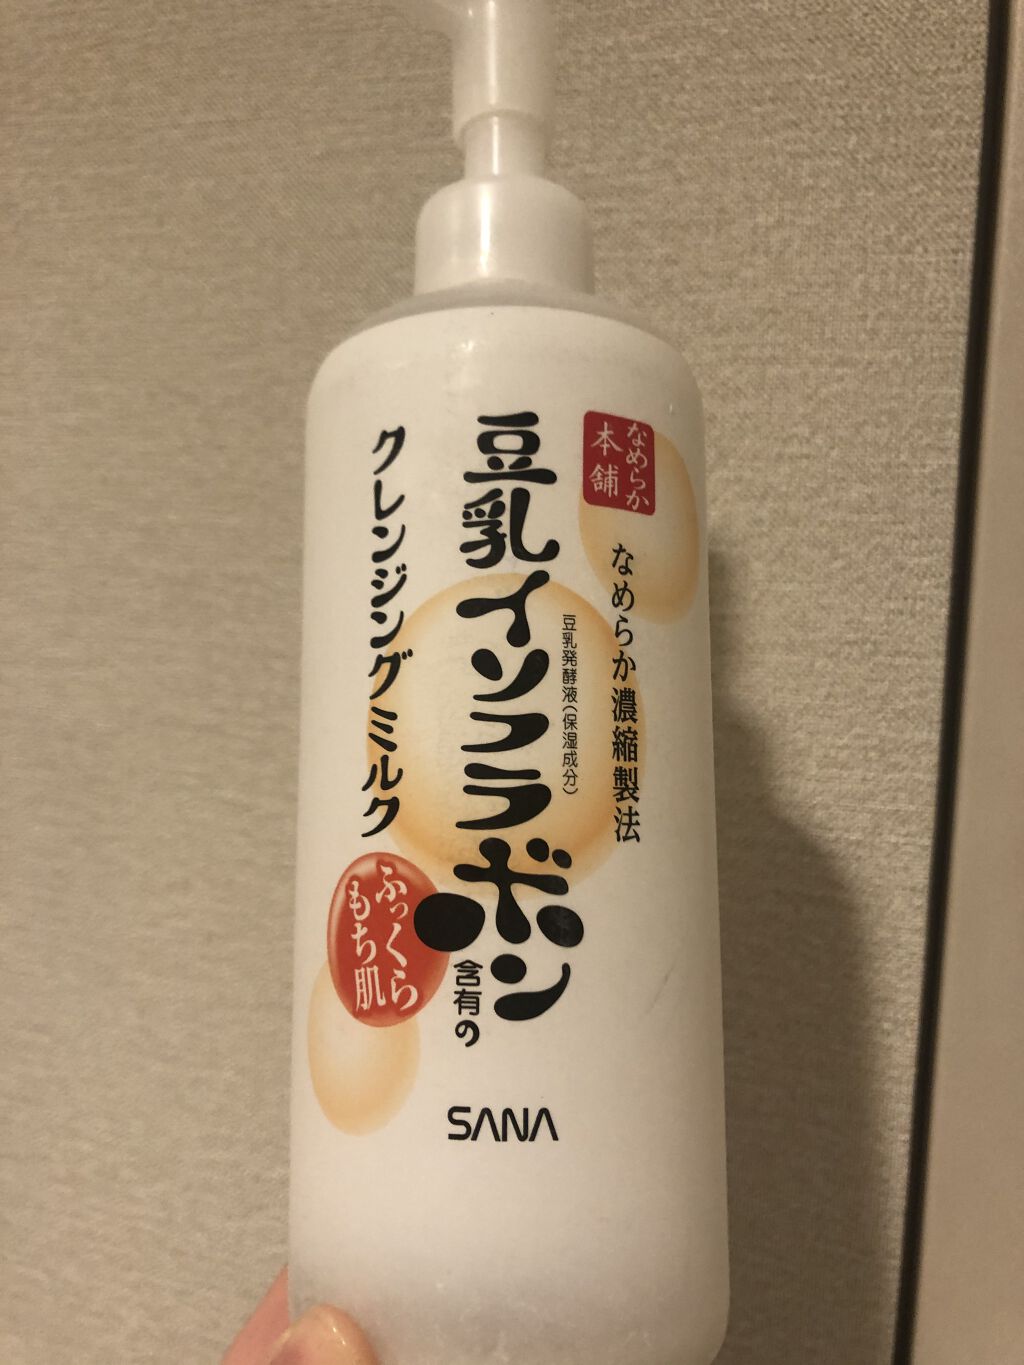 なめらか
本舗
なめらか濃縮製法
豆乳発酵液(保湿成分)
豆乳イソフラボン
含有の
クレンジングミルク
ふっくら
もち肌
SANA